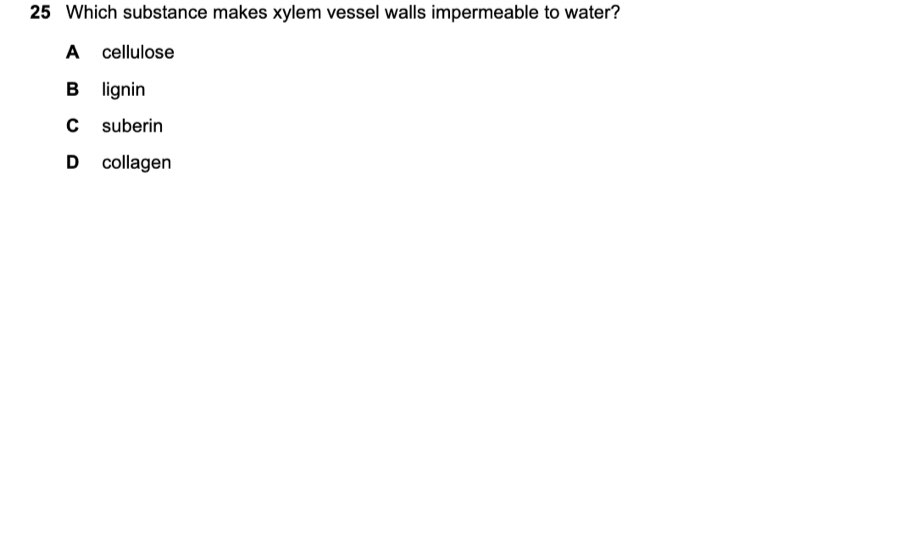 25 Which substance makes xylem vessel walls impermeable to water?
A cellulose
B lignin
C suberin
D collagen